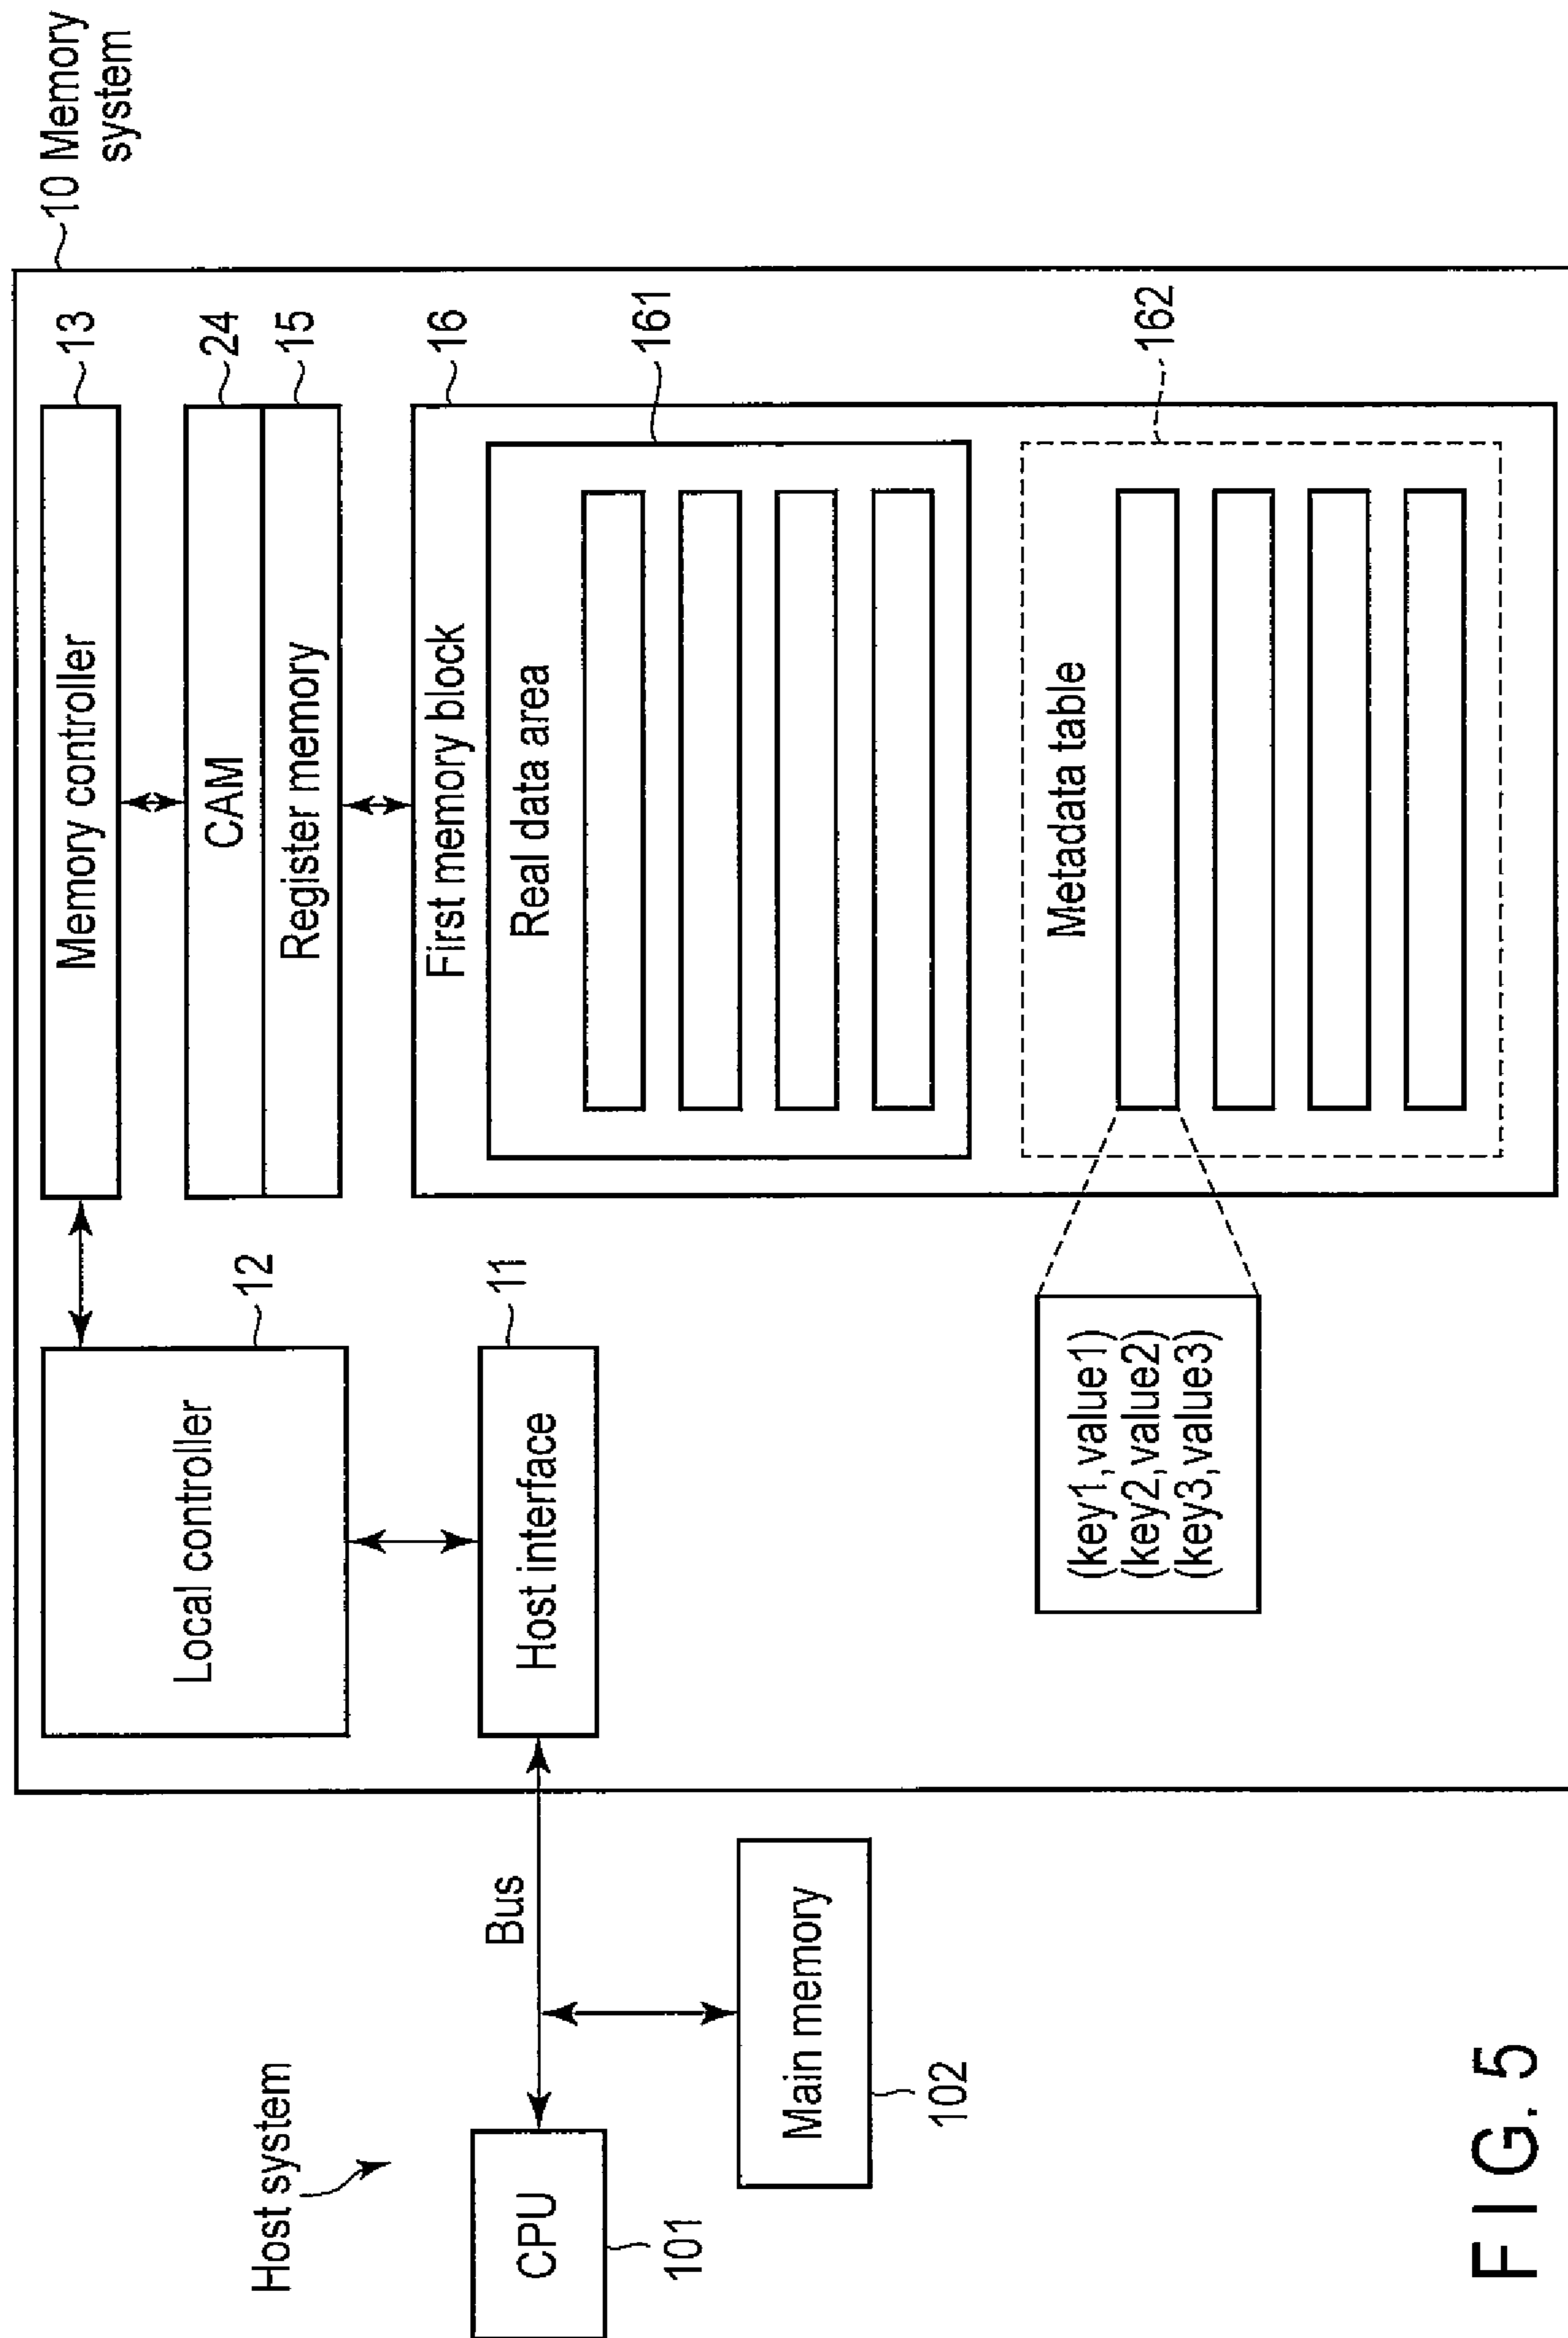 10 Memory
system
13
Memory controller
24
CAM
15
Register memory
16
First memory block
161
Real data area
162
Metadata table
12
Local controller
11
Host interface
(key1,value1)
(key2,value2)
(key3,value3)
Bus
Host system
CPU
101
Main memory
102
FIG. 5